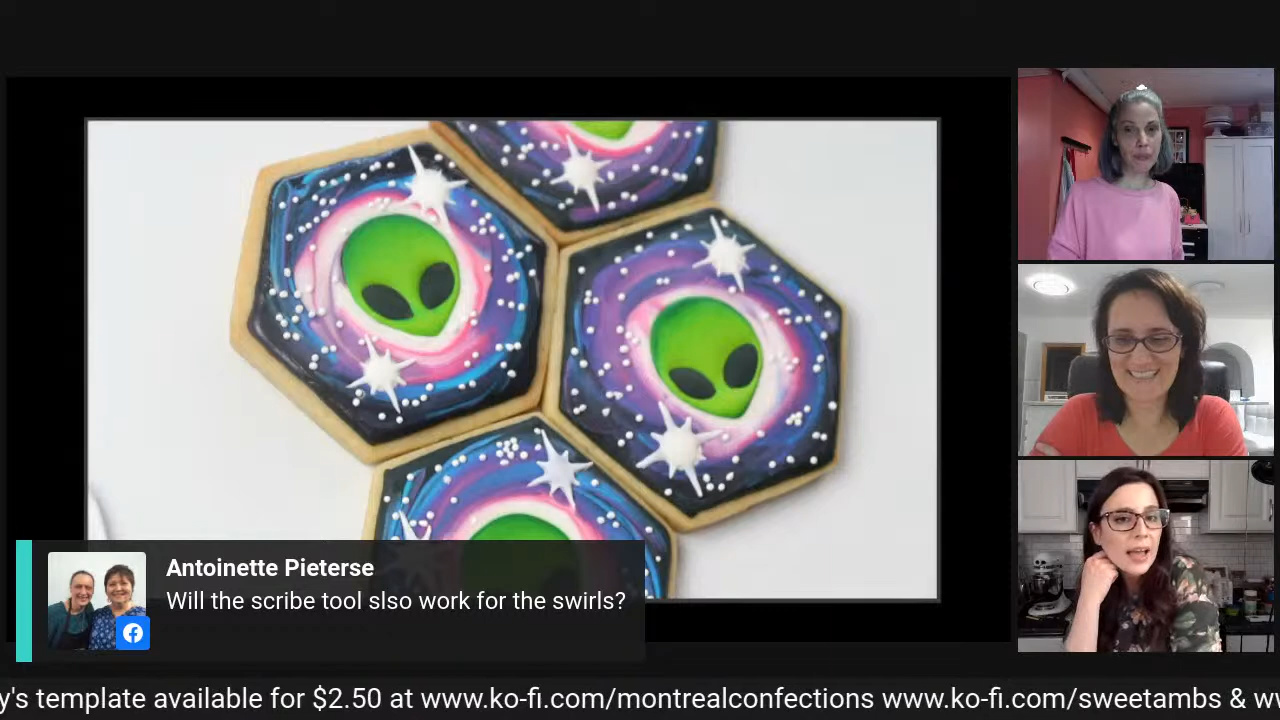 Antoinette Pieterse
Will the scribe tool slso work for the swirls?
y's template available for $2.50 at www.ko-fi.com/montrealconfections www.ko-fi.com/sweetambs & w